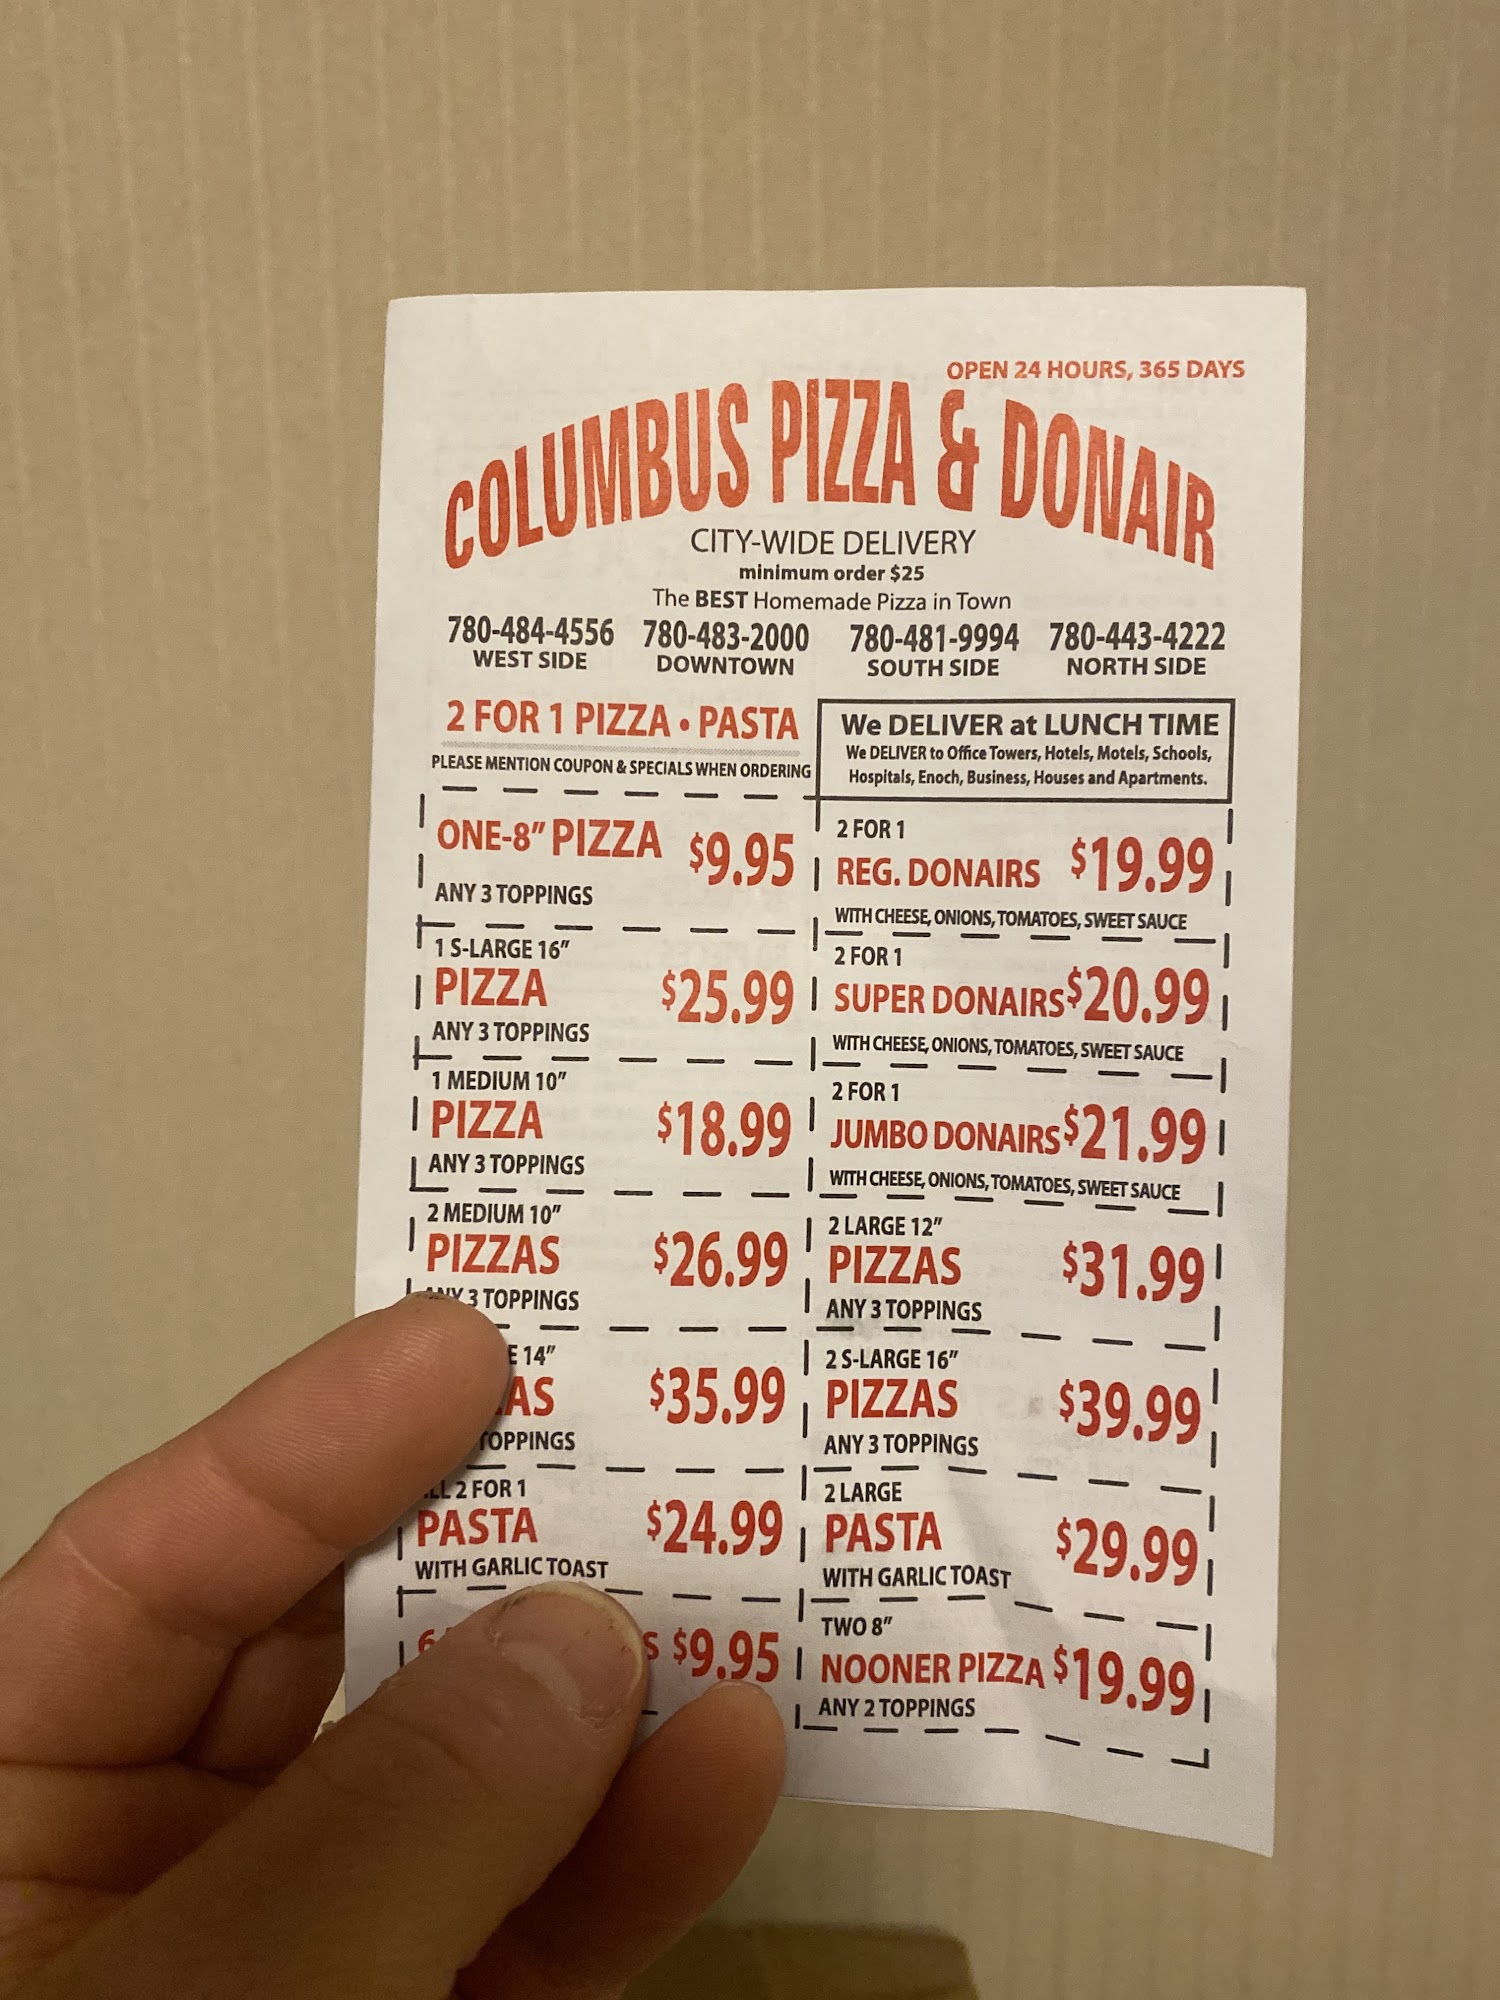 OPEN 24 HOURS, 365 DAYS
COLUMBUS PIZZA & DONAIR
CITY-WIDE DELIVERY
minimum order $25
The BEST Homemade Pizza in Town
780-484-4556 780-483-2000 780-481-9994 780-443-4222
WEST SIDE DOWNTOWN SOUTH SIDE NORTH SIDE
2 FOR 1 PIZZA • PASTA
PLEASE MENTION COUPON & SPECIALS WHEN ORDERING
We DELIVER at LUNCH TIME
We DELIVER to Office Towers, Hotels, Motels, Schools,
Hospitals, Enoch, Business, Houses and Apartments.
ONE-8" PIZZA $9.95
ANY 3 TOPPINGS
2 FOR 1
REG. DONAIRS $19.99
WITH CHEESE, ONIONS, TOMATOES, SWEET SAUCE
1 S-LARGE 16"
PIZZA $25.99
ANY 3 TOPPINGS
2 FOR 1
SUPER DONAIRS $20.99
WITH CHEESE, ONIONS, TOMATOES, SWEET SAUCE
1 MEDIUM 10"
PIZZA $18.99
ANY 3 TOPPINGS
2 FOR 1
JUMBO DONAIRS $21.99
WITH CHEESE, ONIONS, TOMATOES, SWEET SAUCE
2 MEDIUM 10"
PIZZAS $26.99
ANY 3 TOPPINGS
2 LARGE 12"
PIZZAS $31.99
ANY 3 TOPPINGS
14"
$35.99
TOPPINGS
2 S-LARGE 16"
PIZZAS $39.99
ANY 3 TOPPINGS
2 FOR 1
PASTA $24.99
WITH GARLIC TOAST
2 LARGE
PASTA $29.99
WITH GARLIC TOAST
$9.95
TWO 8"
NOONER PIZZA $19.99
ANY 2 TOPPINGS